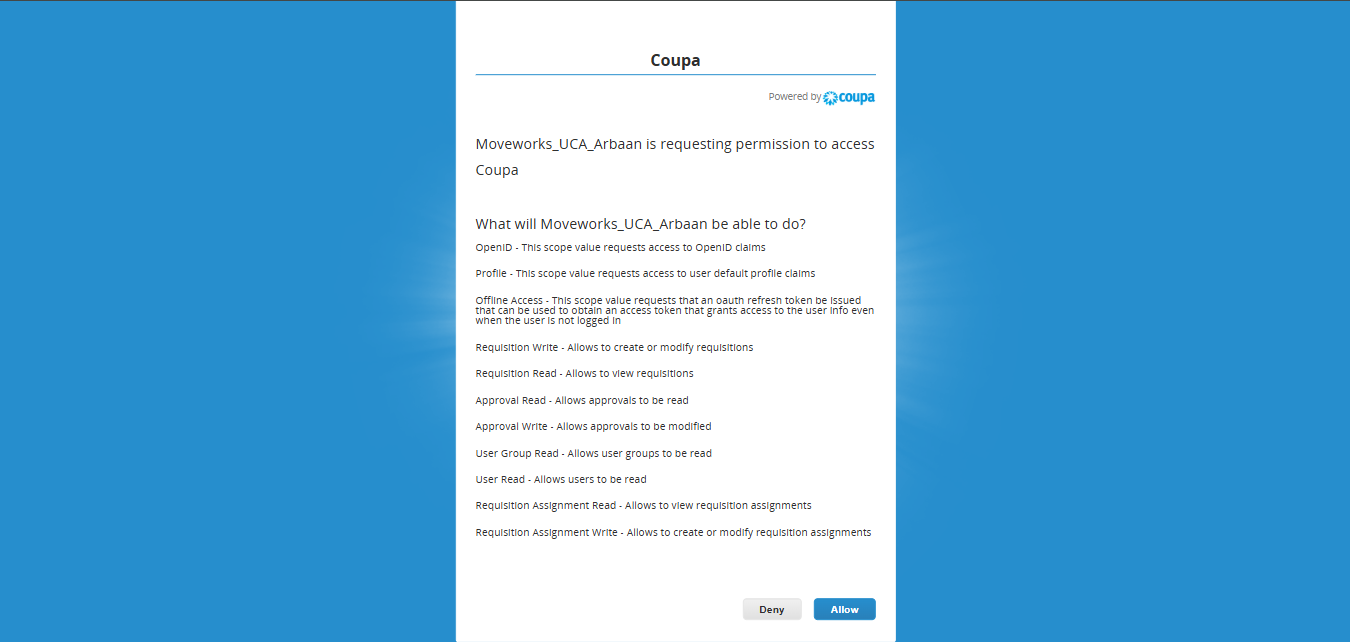 Coupa
Powered by coupa
Moveworks_UCA_Arbaan is requesting permission to access
Coupa
What will Moveworks_UCA_Arbaan be able to do?
OpenID - This scope value requests access to OpenID claims
Profile - This scope value requests access to user default profile claims
Offline Access - This scope value requests that an oauth refresh token be issued
that can be used to obtain an access token that grants access to the user info even
when the user is not logged in
Requisition Write - Allows to create or modify requisitions
Requisition Read - Allows to view requisitions
Approval Read - Allows approvals to be read
Approval Write - Allows approvals to be modified
User Group Read - Allows user groups to be read
User Read - Allows users to be read
Requisition Assignment Read - Allows to view requisition assignments
Requisition Assignment Write - Allows to create or modify requisition assignments
Deny Allow